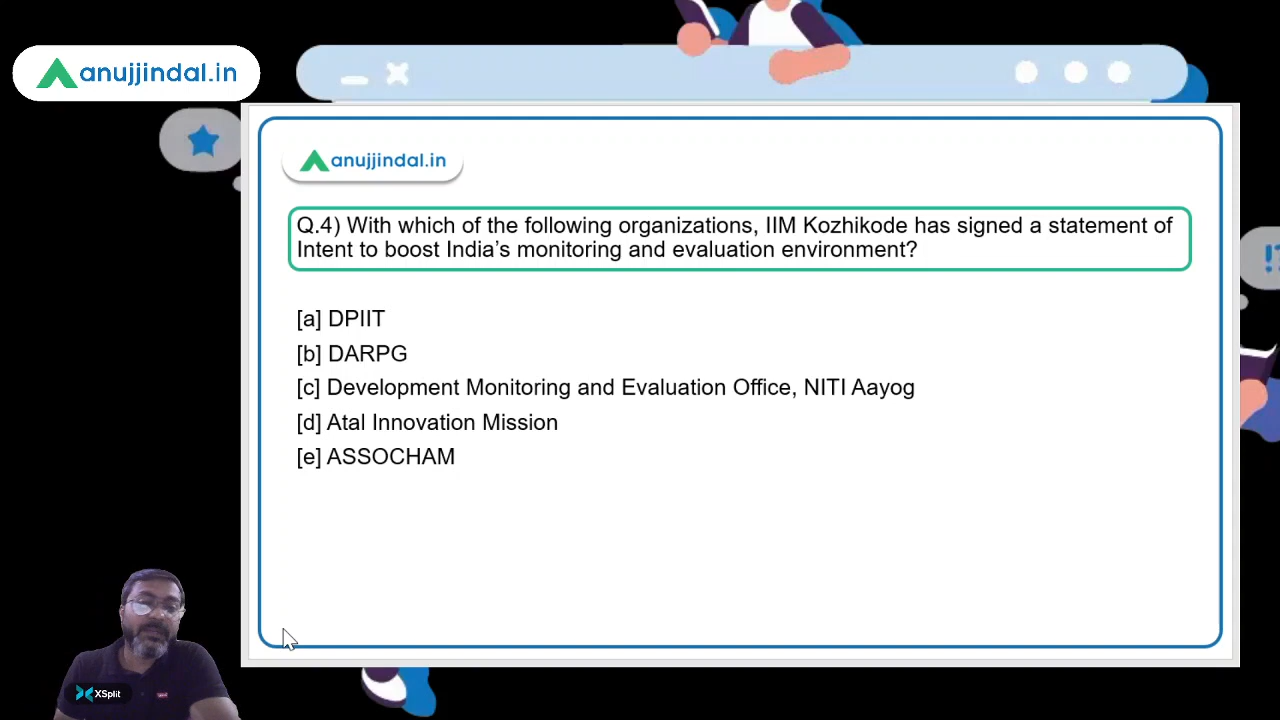 anujjindal.in
anujjindal.in
Q.4) With which of the following organizations, IIM Kozhikode has signed a statement of
Intent to boost India’s monitoring and evaluation environment?
[a] DPIIT
[b] DARPG
[c] Development Monitoring and Evaluation Office, NITI Aayog
[d] Atal Innovation Mission
[e] ASSOCHAM
XSplit